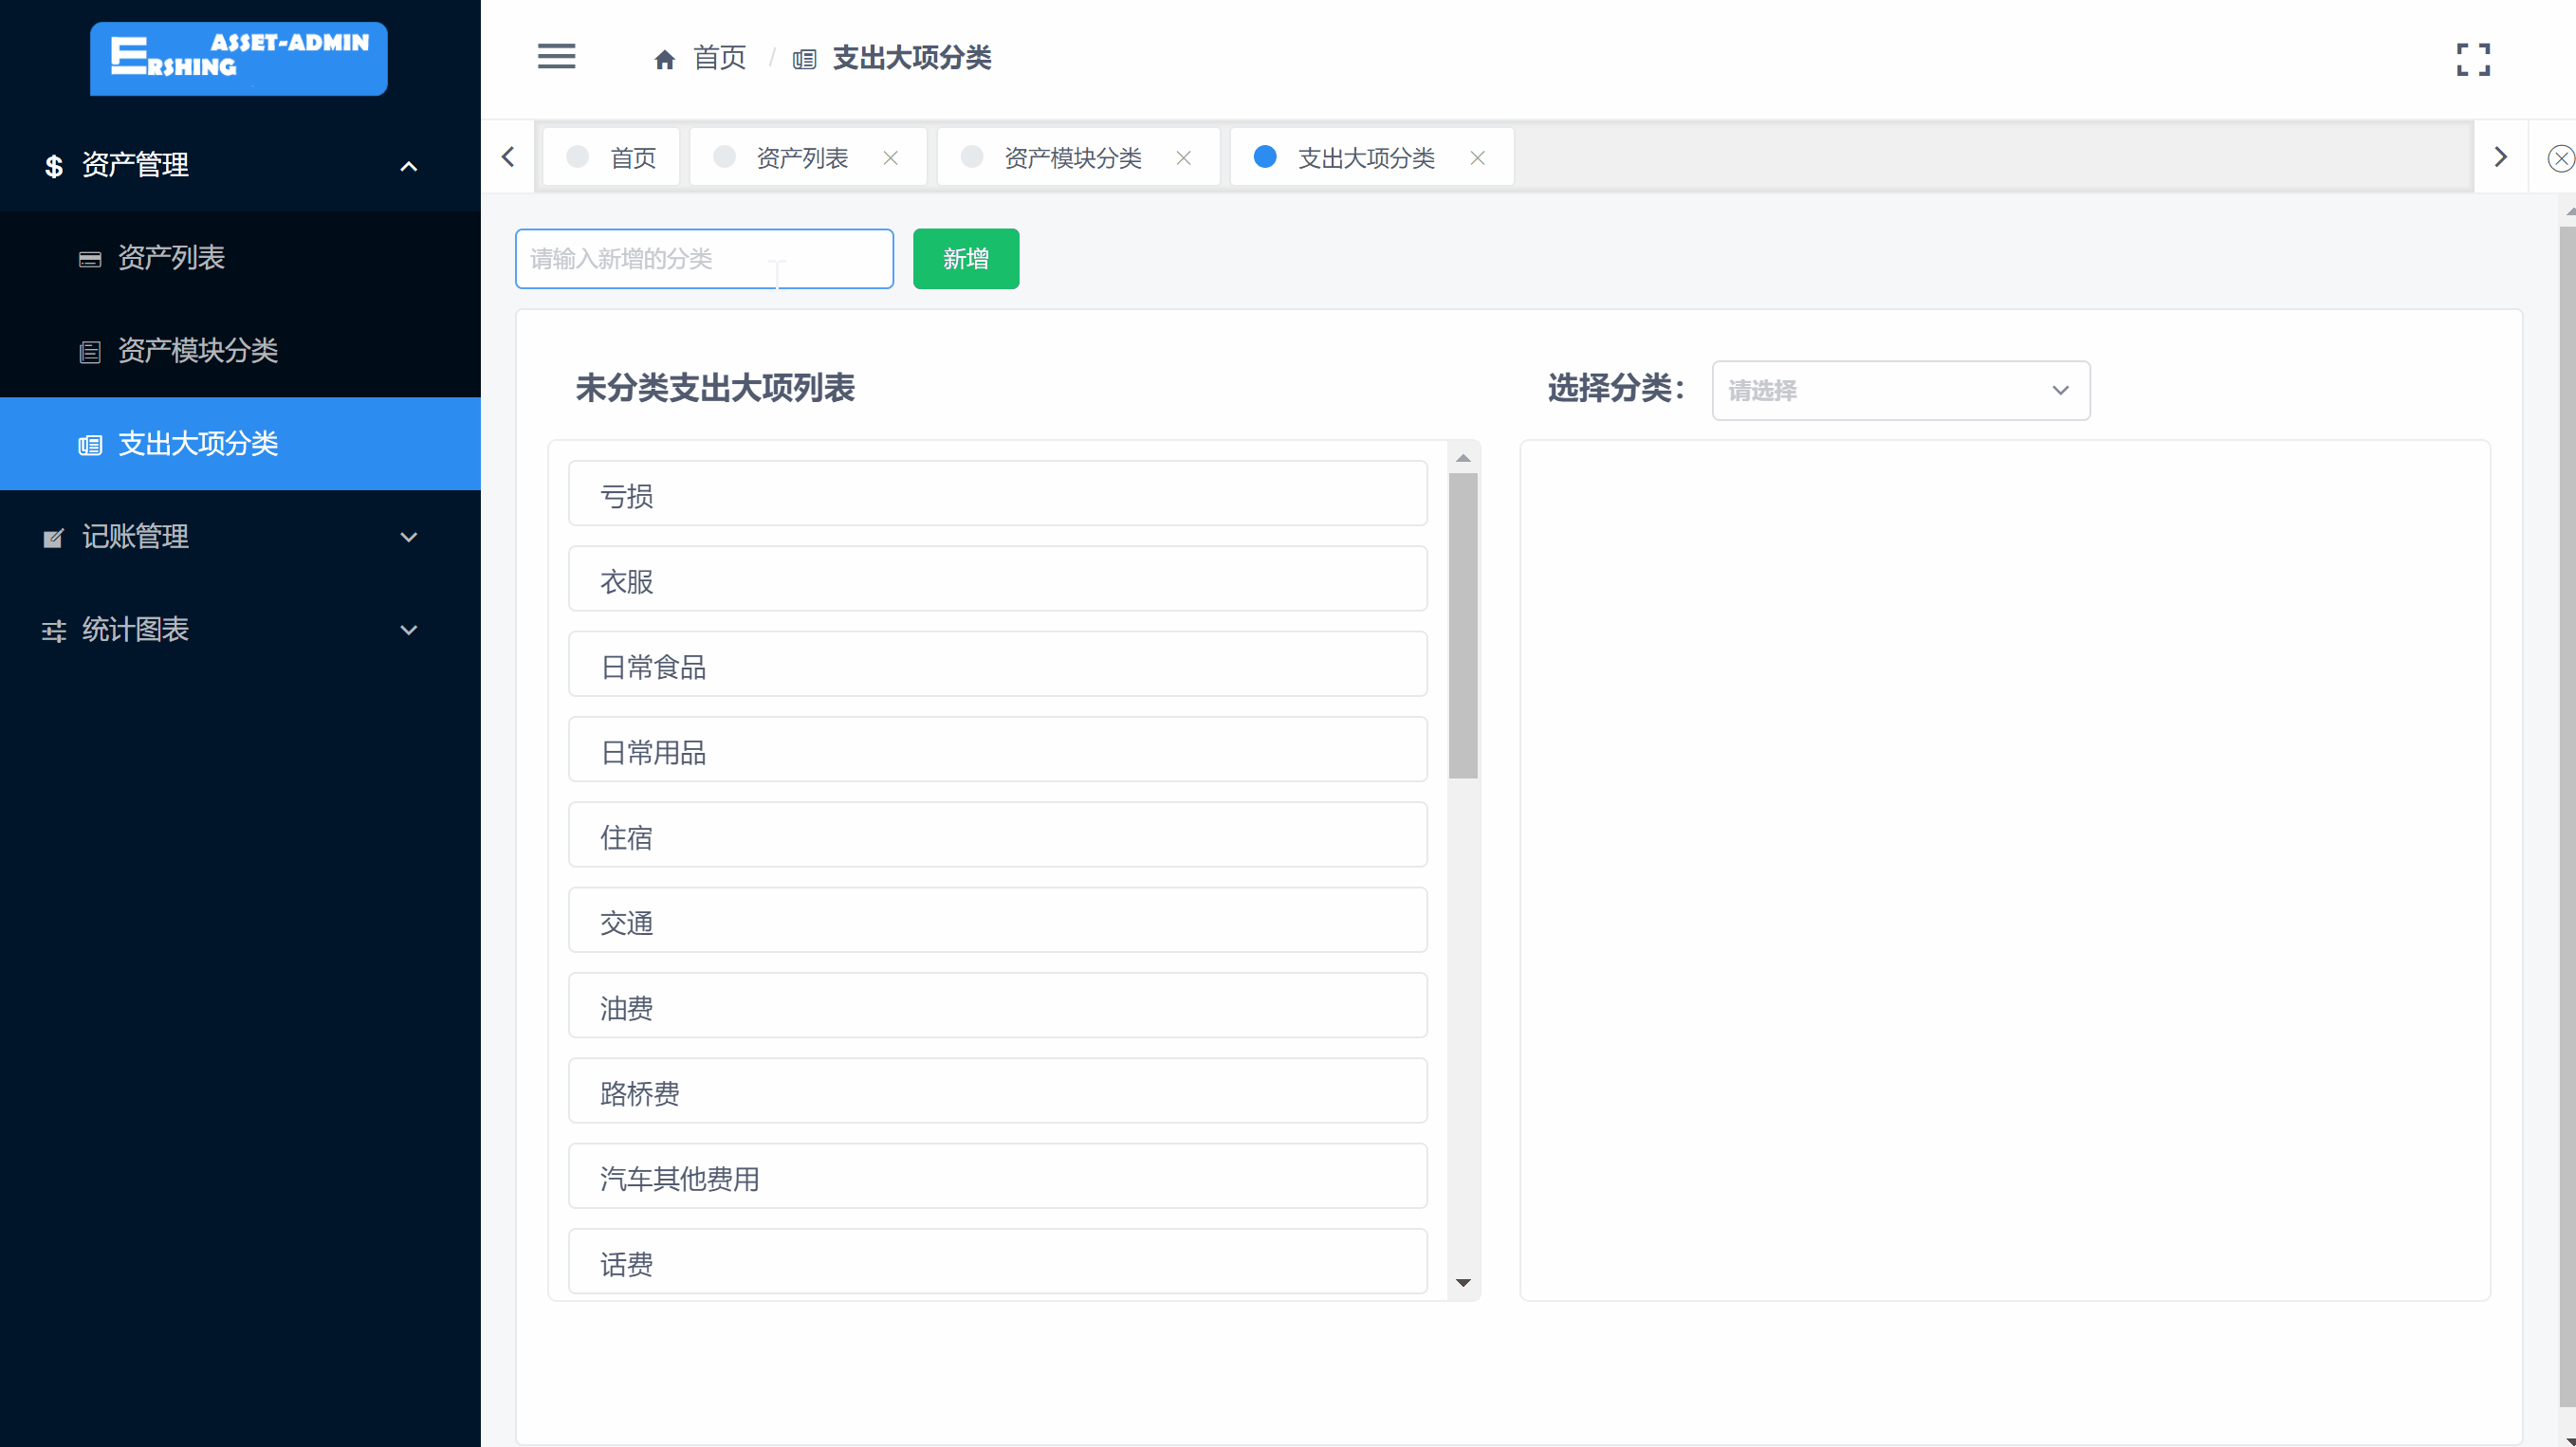 ASSET-ADMIN
ERSHING
首页 / 支出大项分类
资产管理
首页
资产列表
资产模块分类
支出大项分类
资产列表
请输入新增的分类
新增
资产模块分类
未分类支出大项列表
选择分类：
请选择
支出大项分类
亏损
记账管理
衣服
统计图表
日常食品
日常用品
住宿
交通
油费
路桥费
汽车其他费用
话费